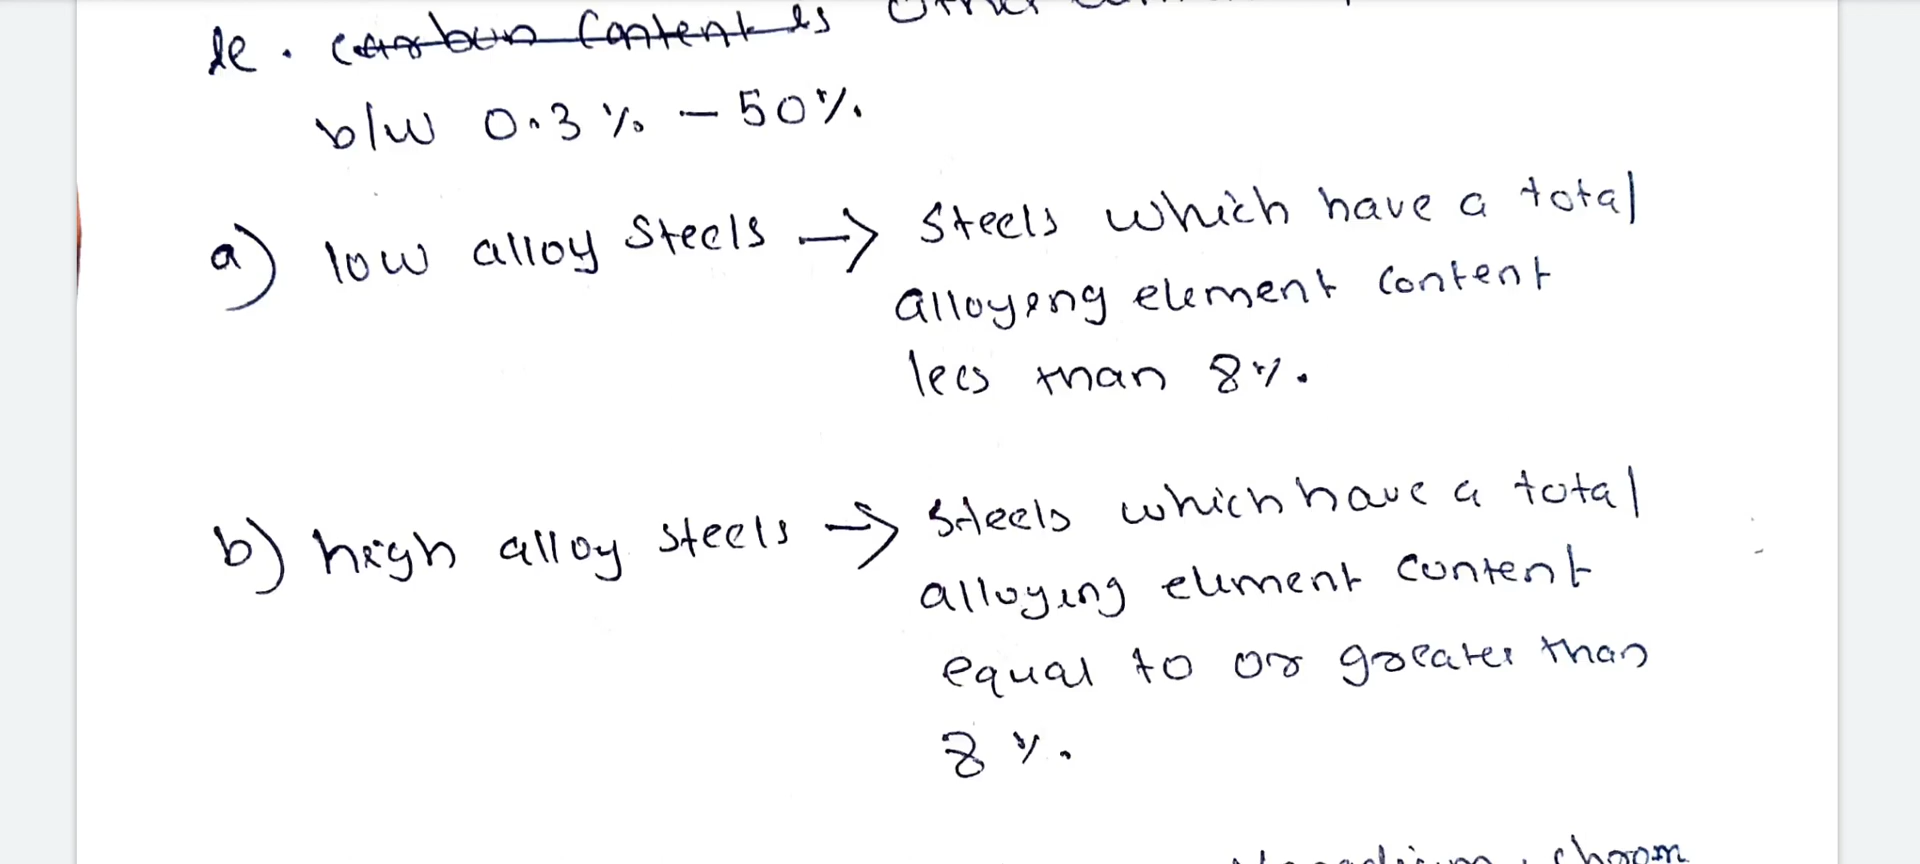 ie. carbon content is other
b/w 0.3% - 50%.
a) low alloy steels → Steels which have a total
alloying element content
less than 8%.
b) high alloy steels → Steels which have a total
alloying element content
equal to or greater than
8%.